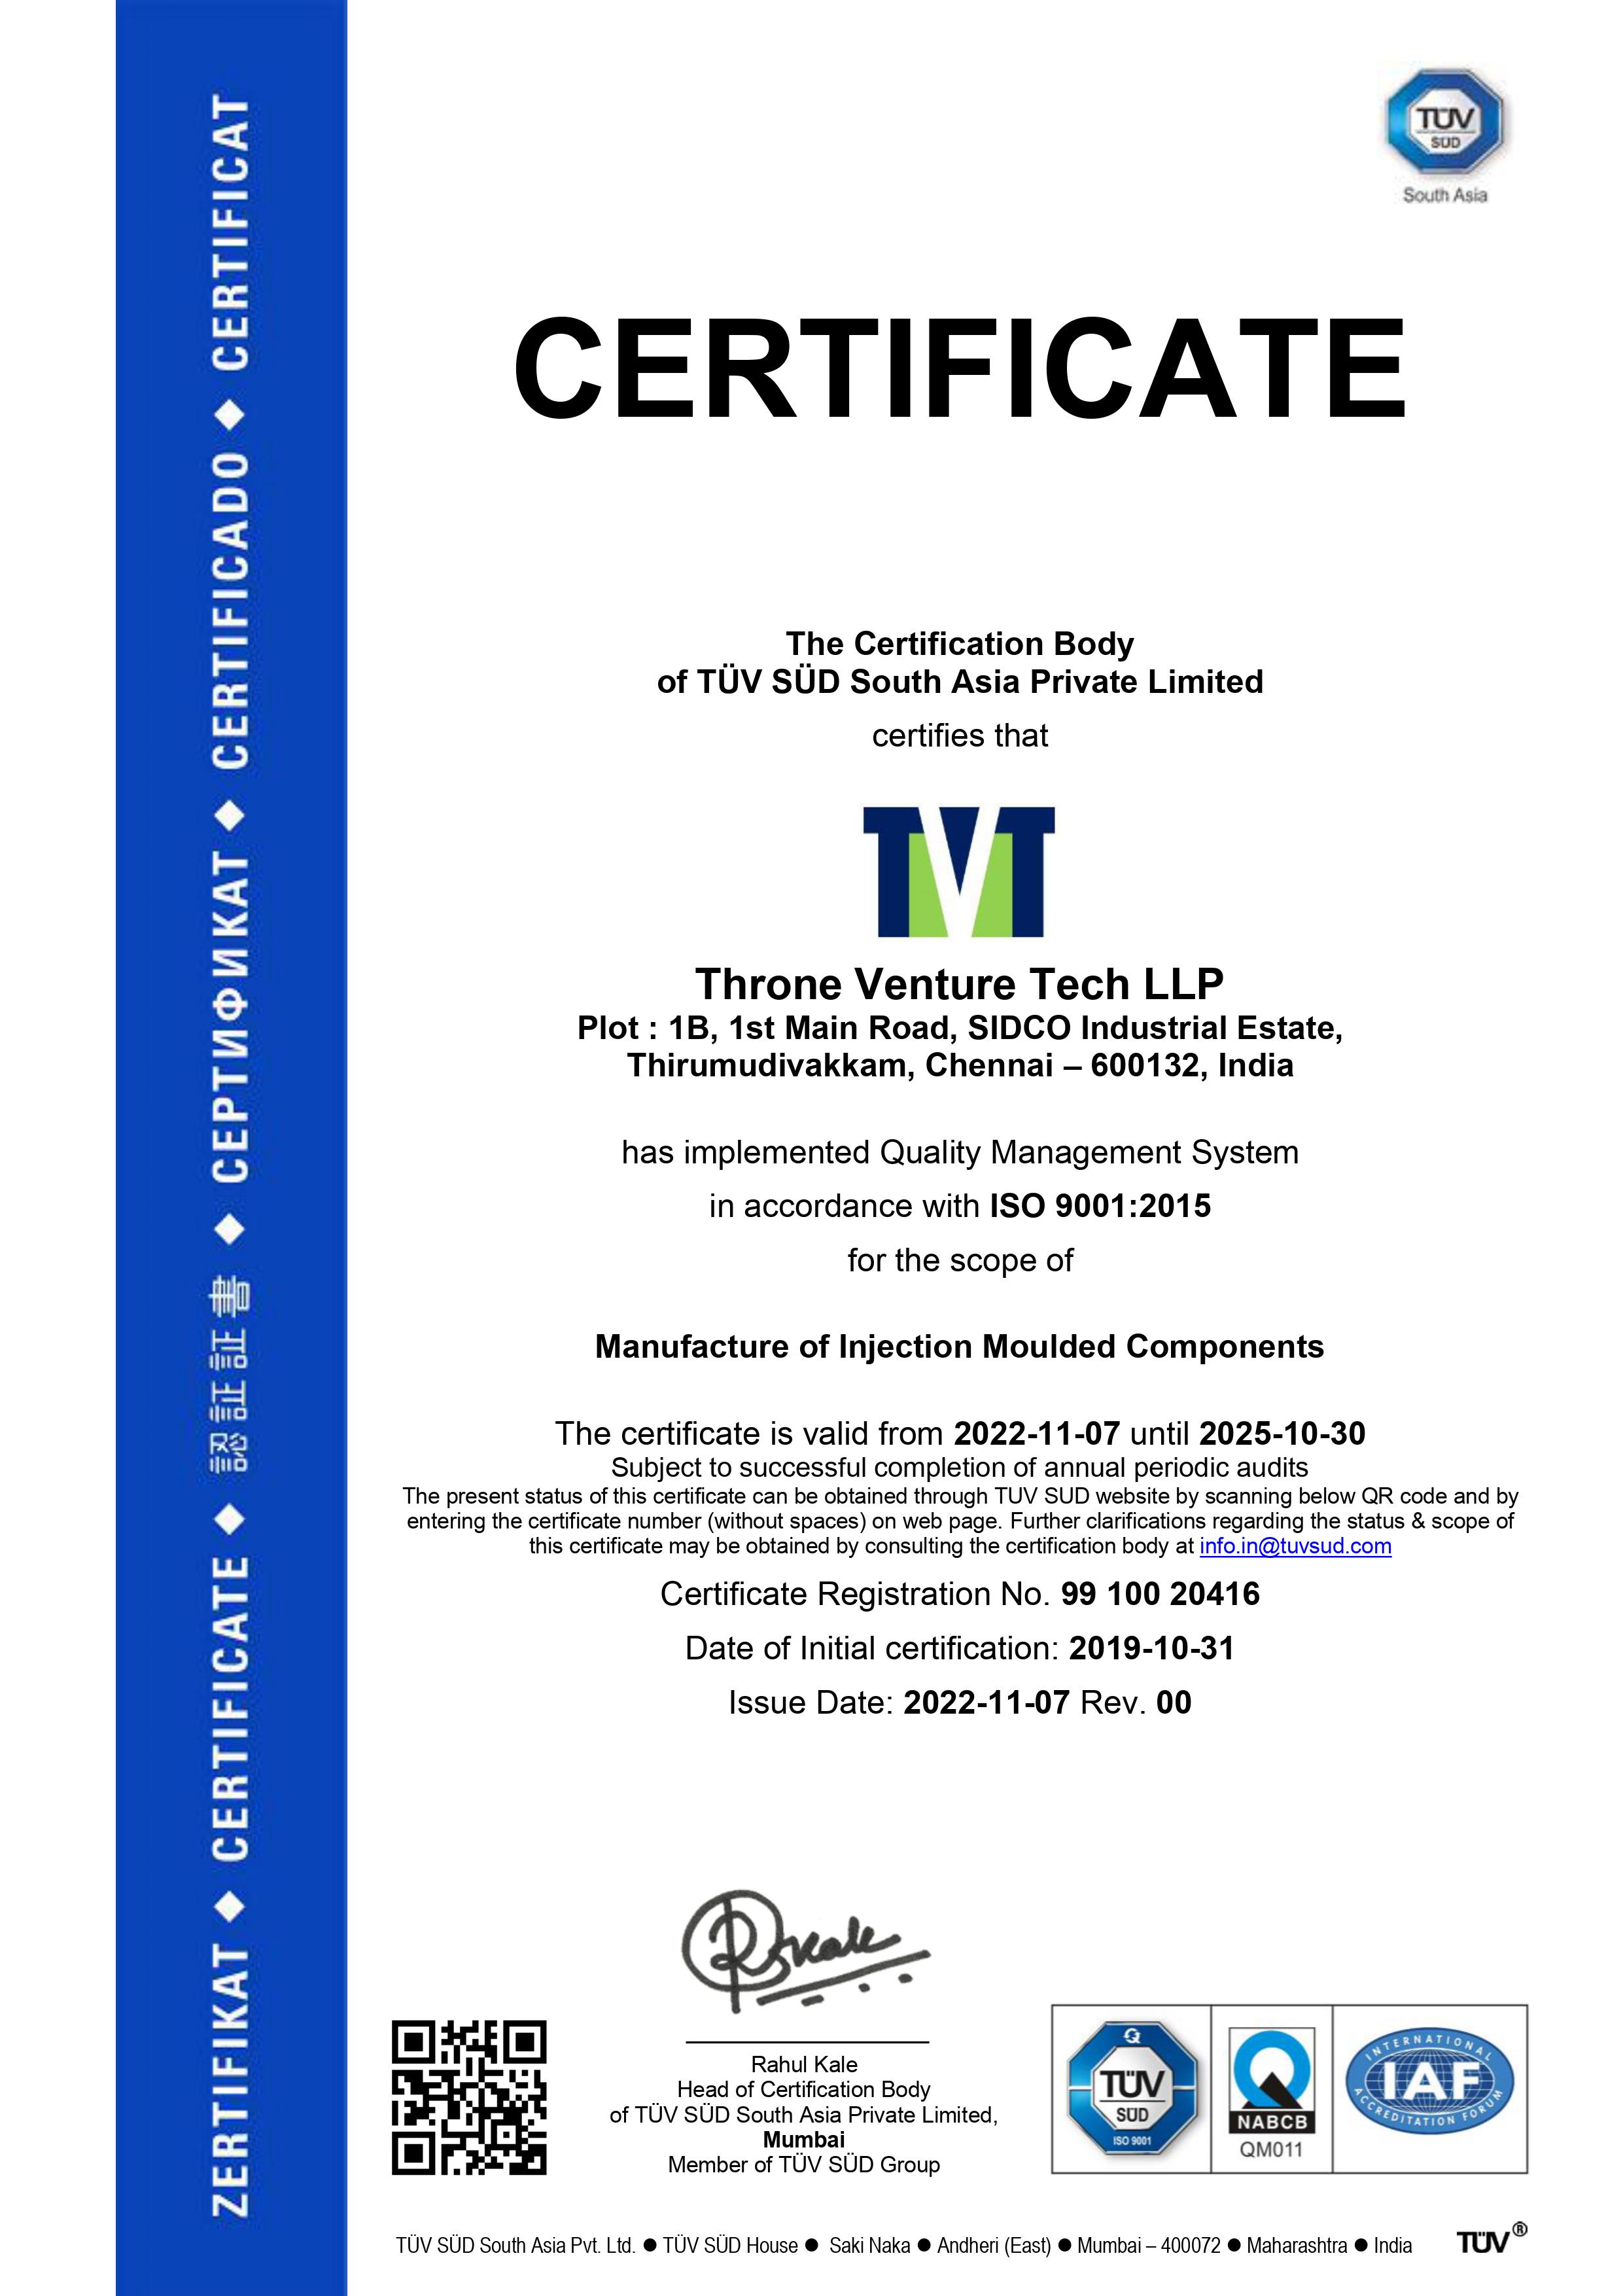 ZERTIFIKAT ◆ CERTIFICATE ◆ 認証証書 ◆ СЕРТИФИКАТ ◆ CERTIFICADO ◆ CERTIFICAT
TÜV
SÜD
South Asia
CERTIFICATE
The Certification Body
of TÜV SÜD South Asia Private Limited
certifies that
TVT
Throne Venture Tech LLP
Plot : 1B, 1st Main Road, SIDCO Industrial Estate,
Thirumudivakkam, Chennai – 600132, India
has implemented Quality Management System
in accordance with ISO 9001:2015
for the scope of
Manufacture of Injection Moulded Components
The certificate is valid from 2022-11-07 until 2025-10-30
Subject to successful completion of annual periodic audits
The present status of this certificate can be obtained through TUV SUD website by scanning below QR code and by
entering the certificate number (without spaces) on web page. Further clarifications regarding the status & scope of
this certificate may be obtained by consulting the certification body at info.in@tuvsud.com
Certificate Registration No. 99 100 20416
Date of Initial certification: 2019-10-31
Issue Date: 2022-11-07 Rev. 00
RKale
Rahul Kale
Head of Certification Body
of TÜV SÜD South Asia Private Limited,
Mumbai
Member of TÜV SÜD Group
Q
TÜV
SÜD
ISO 9001
NABCB
QM011
INTERNATIONAL
IAF
ACCREDITATION FORUM
TÜV SÜD South Asia Pvt. Ltd. ● TÜV SÜD House ● Saki Naka ● Andheri (East) ● Mumbai – 400072 ● Maharashtra ● India
TÜV®